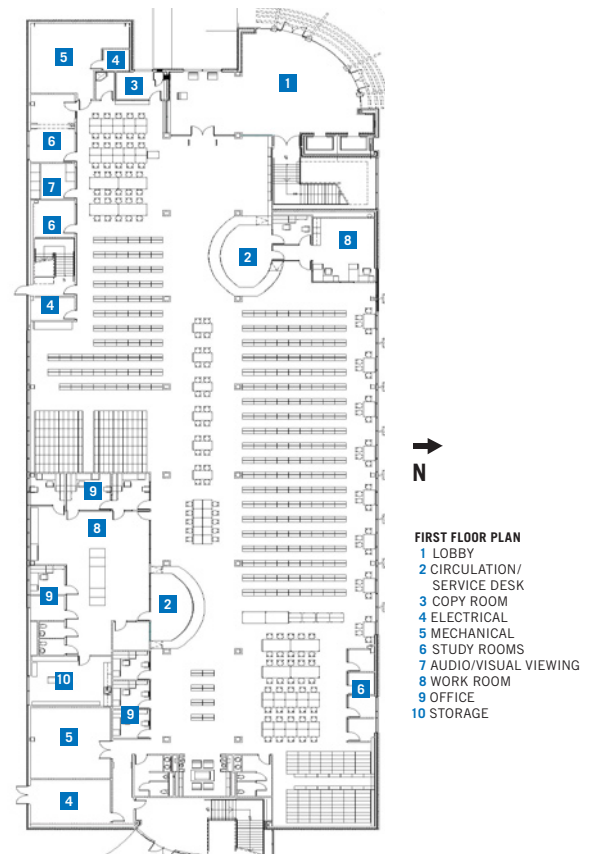 5
4
3
1
6
7
6
2
8
4
9
8
9
2
10
9
6
5
4
N
FIRST FLOOR PLAN
1 LOBBY
2 CIRCULATION/
SERVICE DESK
3 COPY ROOM
4 ELECTRICAL
5 MECHANICAL
6 STUDY ROOMS
7 AUDIO/VISUAL VIEWING
8 WORK ROOM
9 OFFICE
10 STORAGE